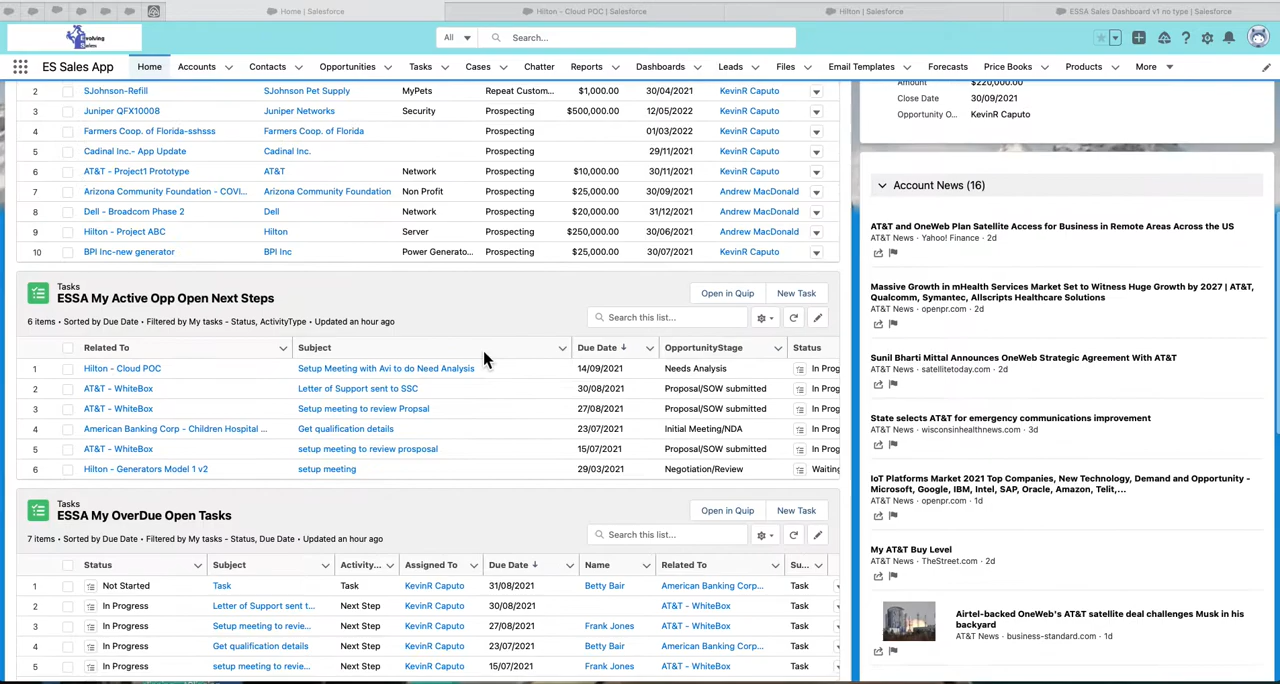 Home | Salesforce
Hilton - Cloud POC | Salesforce
Hilton | Salesforce
ESSA Sales Dashboard v1 no type | Salesforce
Evolving Sales
All
Search...
ES Sales App
Home
Accounts
Contacts
Opportunities
Tasks
Cases
Chatter
Reports
Dashboards
Leads
Files
Email Templates
Forecasts
Price Books
Products
More
2 SJohnson-Refill SJohnson Pet Supply MyPets Repeat Custom... $1,000.00 30/04/2021 KevinR Caputo
3 Juniper QFX10008 Juniper Networks Security Prospecting $500,000.00 12/05/2022 KevinR Caputo
4 Farmers Coop. of Florida-sshsss Farmers Coop. of Florida Prospecting 01/03/2022 KevinR Caputo
5 Cadinal Inc.- App Update Cadinal Inc. Prospecting 29/11/2021 KevinR Caputo
6 AT&T - Project1 Prototype AT&T Network Prospecting $10,000.00 30/11/2021 KevinR Caputo
7 Arizona Community Foundation - COVI... Arizona Community Foundation Non Profit Prospecting $25,000.00 30/09/2021 Andrew MacDonald
8 Dell - Broadcom Phase 2 Dell Network Prospecting $20,000.00 31/12/2021 Andrew MacDonald
9 Hilton - Project ABC Hilton Server Prospecting $250,000.00 30/06/2021 Andrew MacDonald
10 BPI Inc-new generator BPI Inc Power Generato... Prospecting $25,000.00 30/07/2021 KevinR Caputo
Tasks
ESSA My Active Opp Open Next Steps
Open in Quip
New Task
6 items • Sorted by Due Date • Filtered by My tasks - Status, ActivityType • Updated an hour ago
Search this list...
Related To Subject Due Date OpportunityStage Status
1 Hilton - Cloud POC Setup Meeting with Avi to do Need Analysis 14/09/2021 Needs Analysis In Prog
2 AT&T - WhiteBox Letter of Support sent to SSC 30/08/2021 Proposal/SOW submitted In Prog
3 AT&T - WhiteBox Setup meeting to review Propsal 27/08/2021 Proposal/SOW submitted In Prog
4 American Banking Corp - Children Hospital ... Get qualification details 23/07/2021 Initial Meeting/NDA In Prog
5 AT&T - WhiteBox setup meeting to review prosposal 15/07/2021 Proposal/SOW submitted In Prog
6 Hilton - Generators Model 1 v2 setup meeting 29/03/2021 Negotiation/Review Waiting
Tasks
ESSA My OverDue Open Tasks
Open in Quip
New Task
7 items • Sorted by Due Date • Filtered by My tasks - Status, Due Date • Updated an hour ago
Search this list...
Status Subject Activity... Assigned To Due Date Name Related To Su...
1 Not Started Task Task KevinR Caputo 31/08/2021 Betty Bair American Banking Corp... Task
2 In Progress Letter of Support sent t... Next Step KevinR Caputo 30/08/2021 AT&T - WhiteBox Task
3 In Progress Setup meeting to revie... Next Step KevinR Caputo 27/08/2021 Frank Jones AT&T - WhiteBox Task
4 In Progress Get qualification details Next Step KevinR Caputo 23/07/2021 Betty Bair American Banking Corp... Task
5 In Progress setup meeting to revie... Next Step KevinR Caputo 15/07/2021 Frank Jones AT&T - WhiteBox Task
Amount $220,000.00
Close Date 30/09/2021
Opportunity O... KevinR Caputo
Account News (16)
AT&T and OneWeb Plan Satellite Access for Business in Remote Areas Across the US
AT&T News · Yahoo! Finance · 2d
Massive Growth in mHealth Services Market Set to Witness Huge Growth by 2027 | AT&T,
Qualcomm, Symantec, Allscripts Healthcare Solutions
AT&T News · openpr.com · 2d
Sunil Bharti Mittal Announces OneWeb Strategic Agreement With AT&T
AT&T News · satellitetoday.com · 2d
State selects AT&T for emergency communications improvement
AT&T News · wisconsinhealthnews.com · 3d
IoT Platforms Market 2021 Top Companies, New Technology, Demand and Opportunity -
Microsoft, Google, IBM, Intel, SAP, Oracle, Amazon, Telit,...
AT&T News · openpr.com · 1d
My AT&T Buy Level
AT&T News · TheStreet.com · 2d
Airtel-backed OneWeb's AT&T satellite deal challenges Musk in his
backyard
AT&T News · business-standard.com · 1d